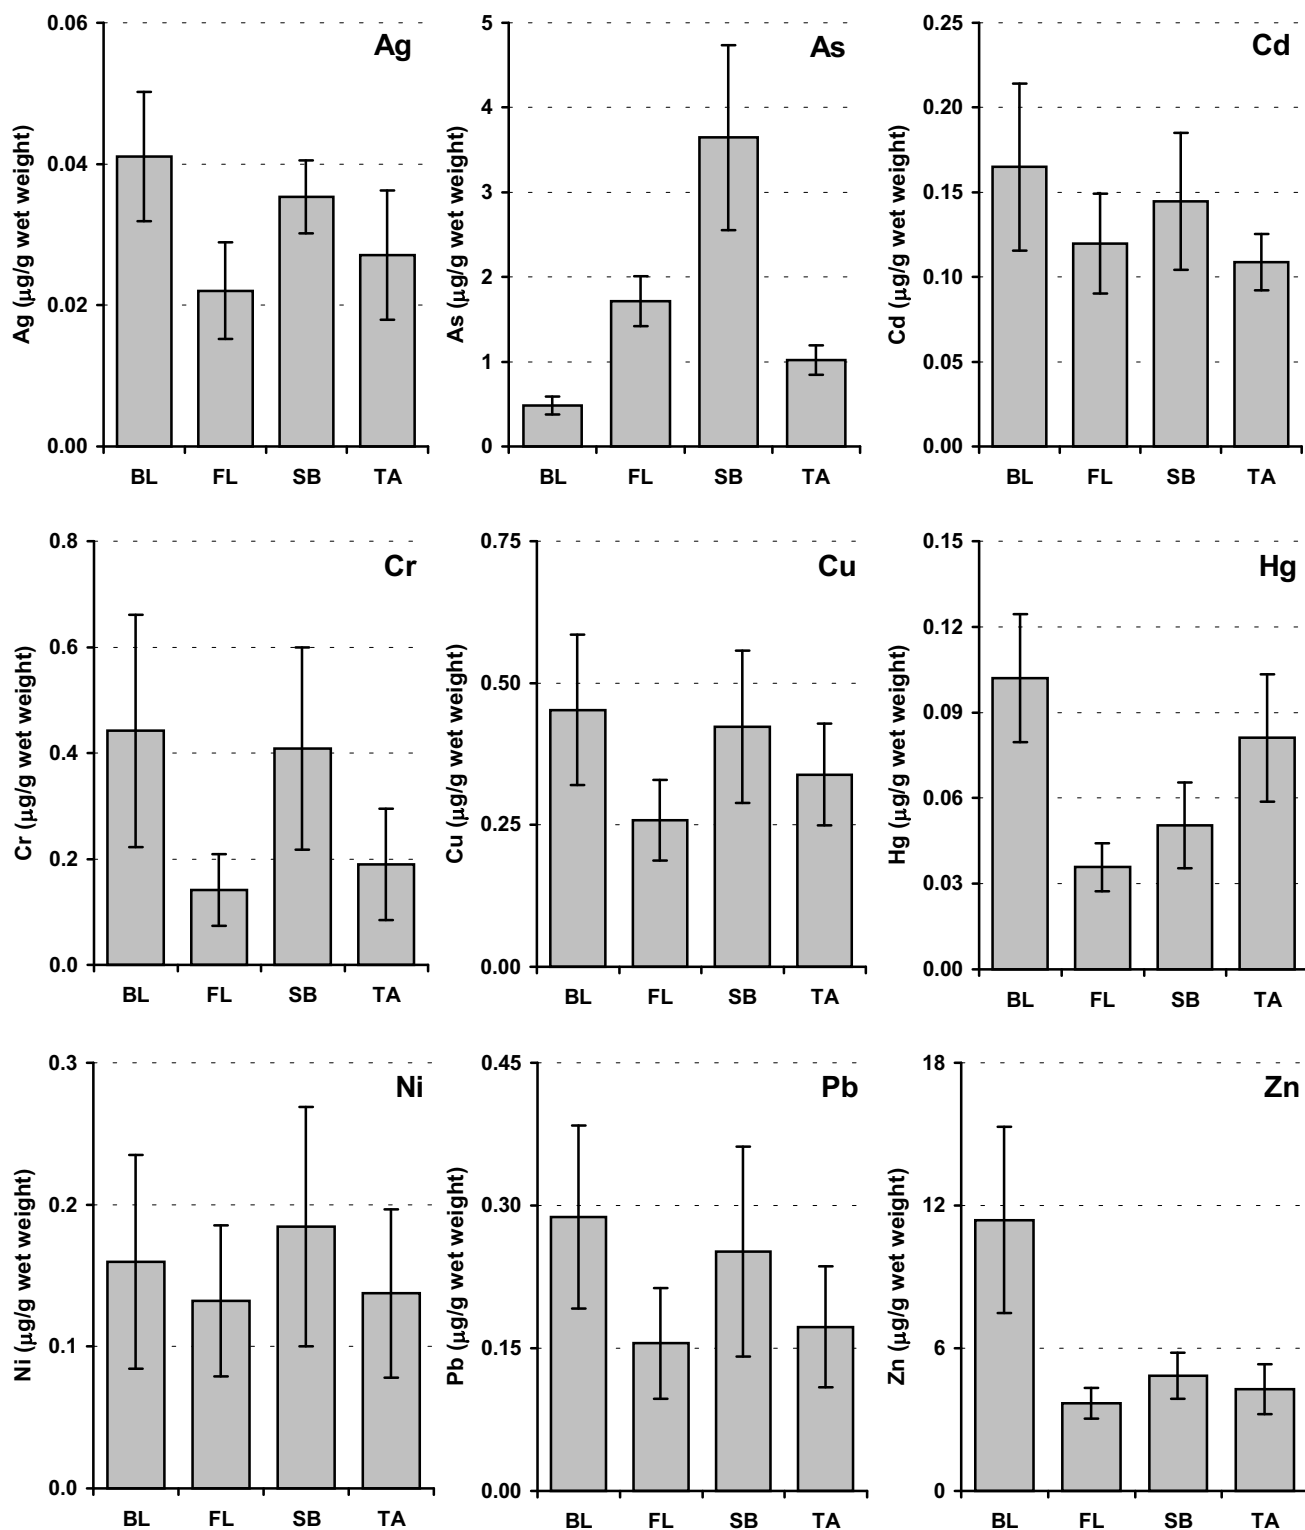 Ag
Ag (µg/g wet weight)
0.06
0.04
0.02
0.00
BL FL SB TA
As
As (µg/g wet weight)
5
4
3
2
1
0
BL FL SB TA
Cd
Cd (µg/g wet weight)
0.25
0.20
0.15
0.10
0.05
0.00
BL FL SB TA
Cr
Cr (µg/g wet weight)
0.8
0.6
0.4
0.2
0.0
BL FL SB TA
Cu
Cu (µg/g wet weight)
0.75
0.50
0.25
0.00
BL FL SB TA
Hg
Hg (µg/g wet weight)
0.15
0.12
0.09
0.06
0.03
0.00
BL FL SB TA
Ni
Ni (µg/g wet weight)
0.3
0.2
0.1
0.0
BL FL SB TA
Pb
Pb (µg/g wet weight)
0.45
0.30
0.15
0.00
BL FL SB TA
Zn
Zn (µg/g wet weight)
18
12
6
0
BL FL SB TA